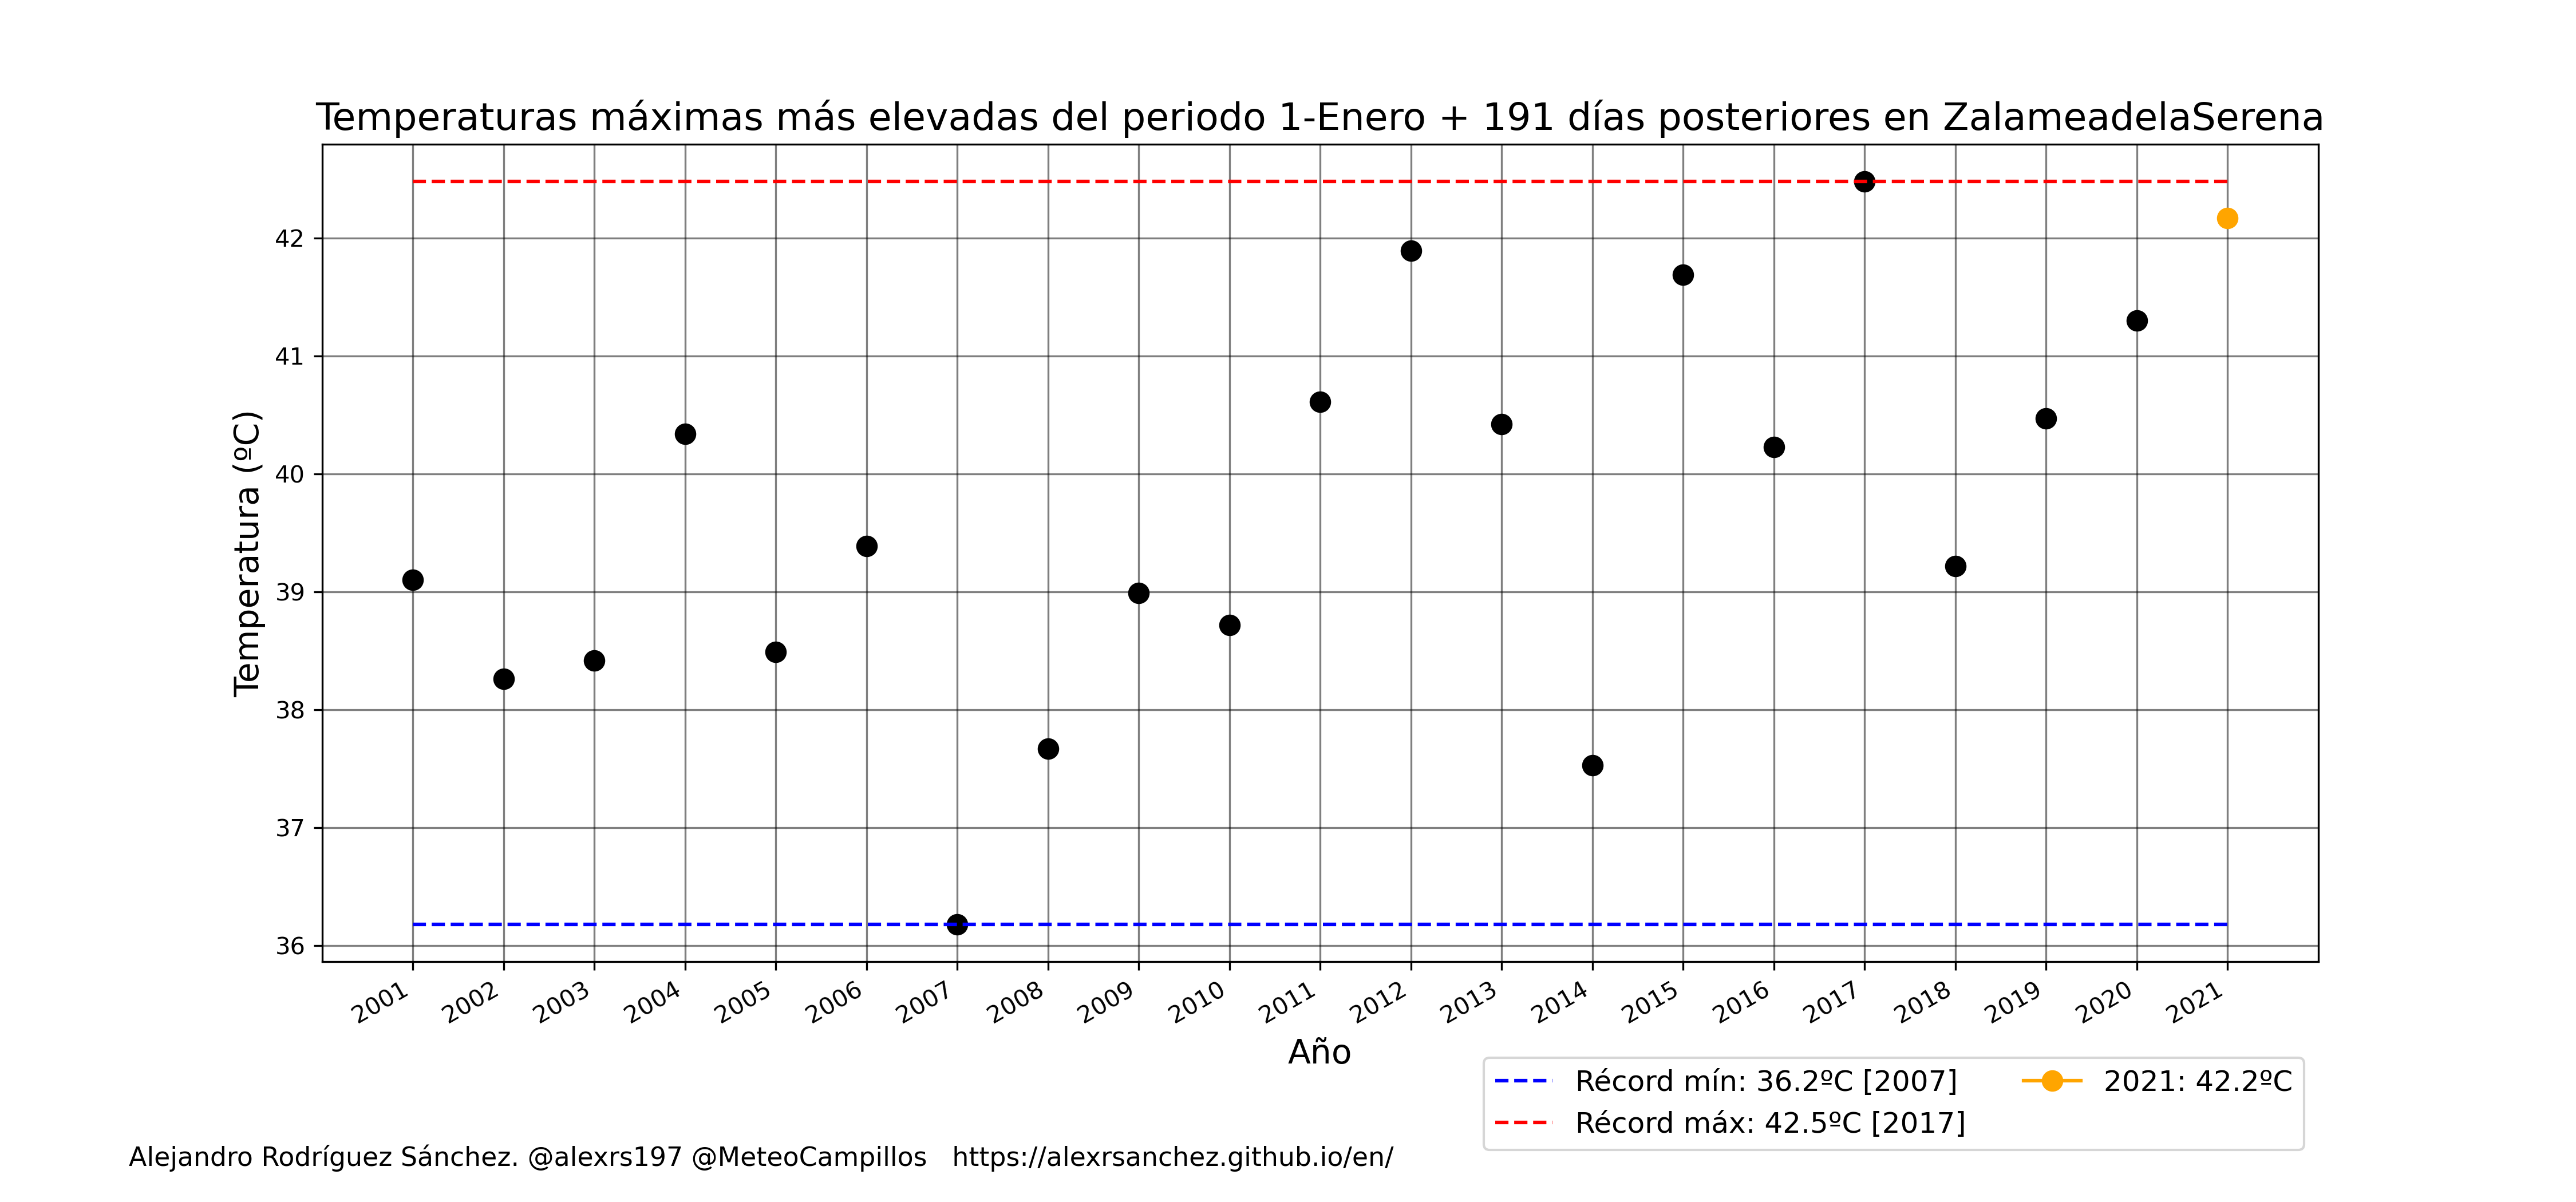 Temperaturas máximas más elevadas del periodo 1-Enero + 191 días posteriores en ZalameadelaSerena
Temperatura (ºC)
42
41
40
39
38
37
36
2001 2002 2003 2004 2005 2006 2007 2008 2009 2010 2011 2012 2013 2014 2015 2016 2017 2018 2019 2020 2021
Año
Récord mín: 36.2ºC [2007]
Récord máx: 42.5ºC [2017]
2021: 42.2ºC
Alejandro Rodríguez Sánchez. @alexrs197 @MeteoCampillos https://alexrsanchez.github.io/en/